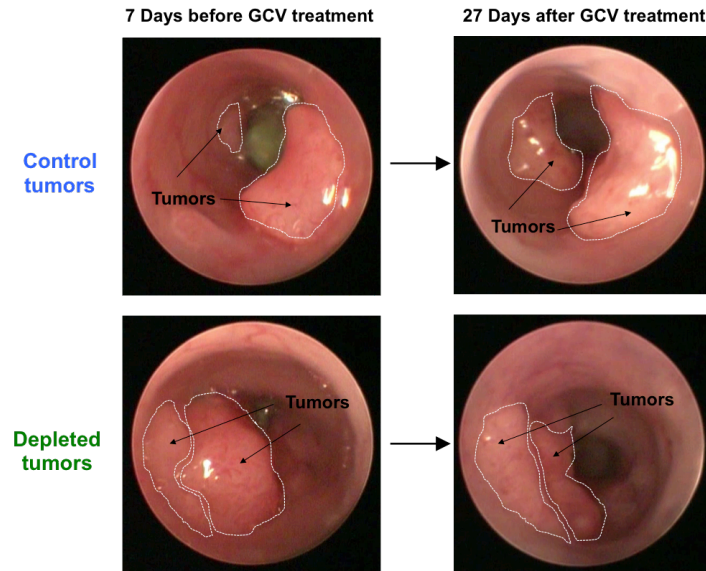 7 Days before GCV treatment
27 Days after GCV treatment
Control
tumors
Tumors
Tumors
Depleted
tumors
Tumors
Tumors